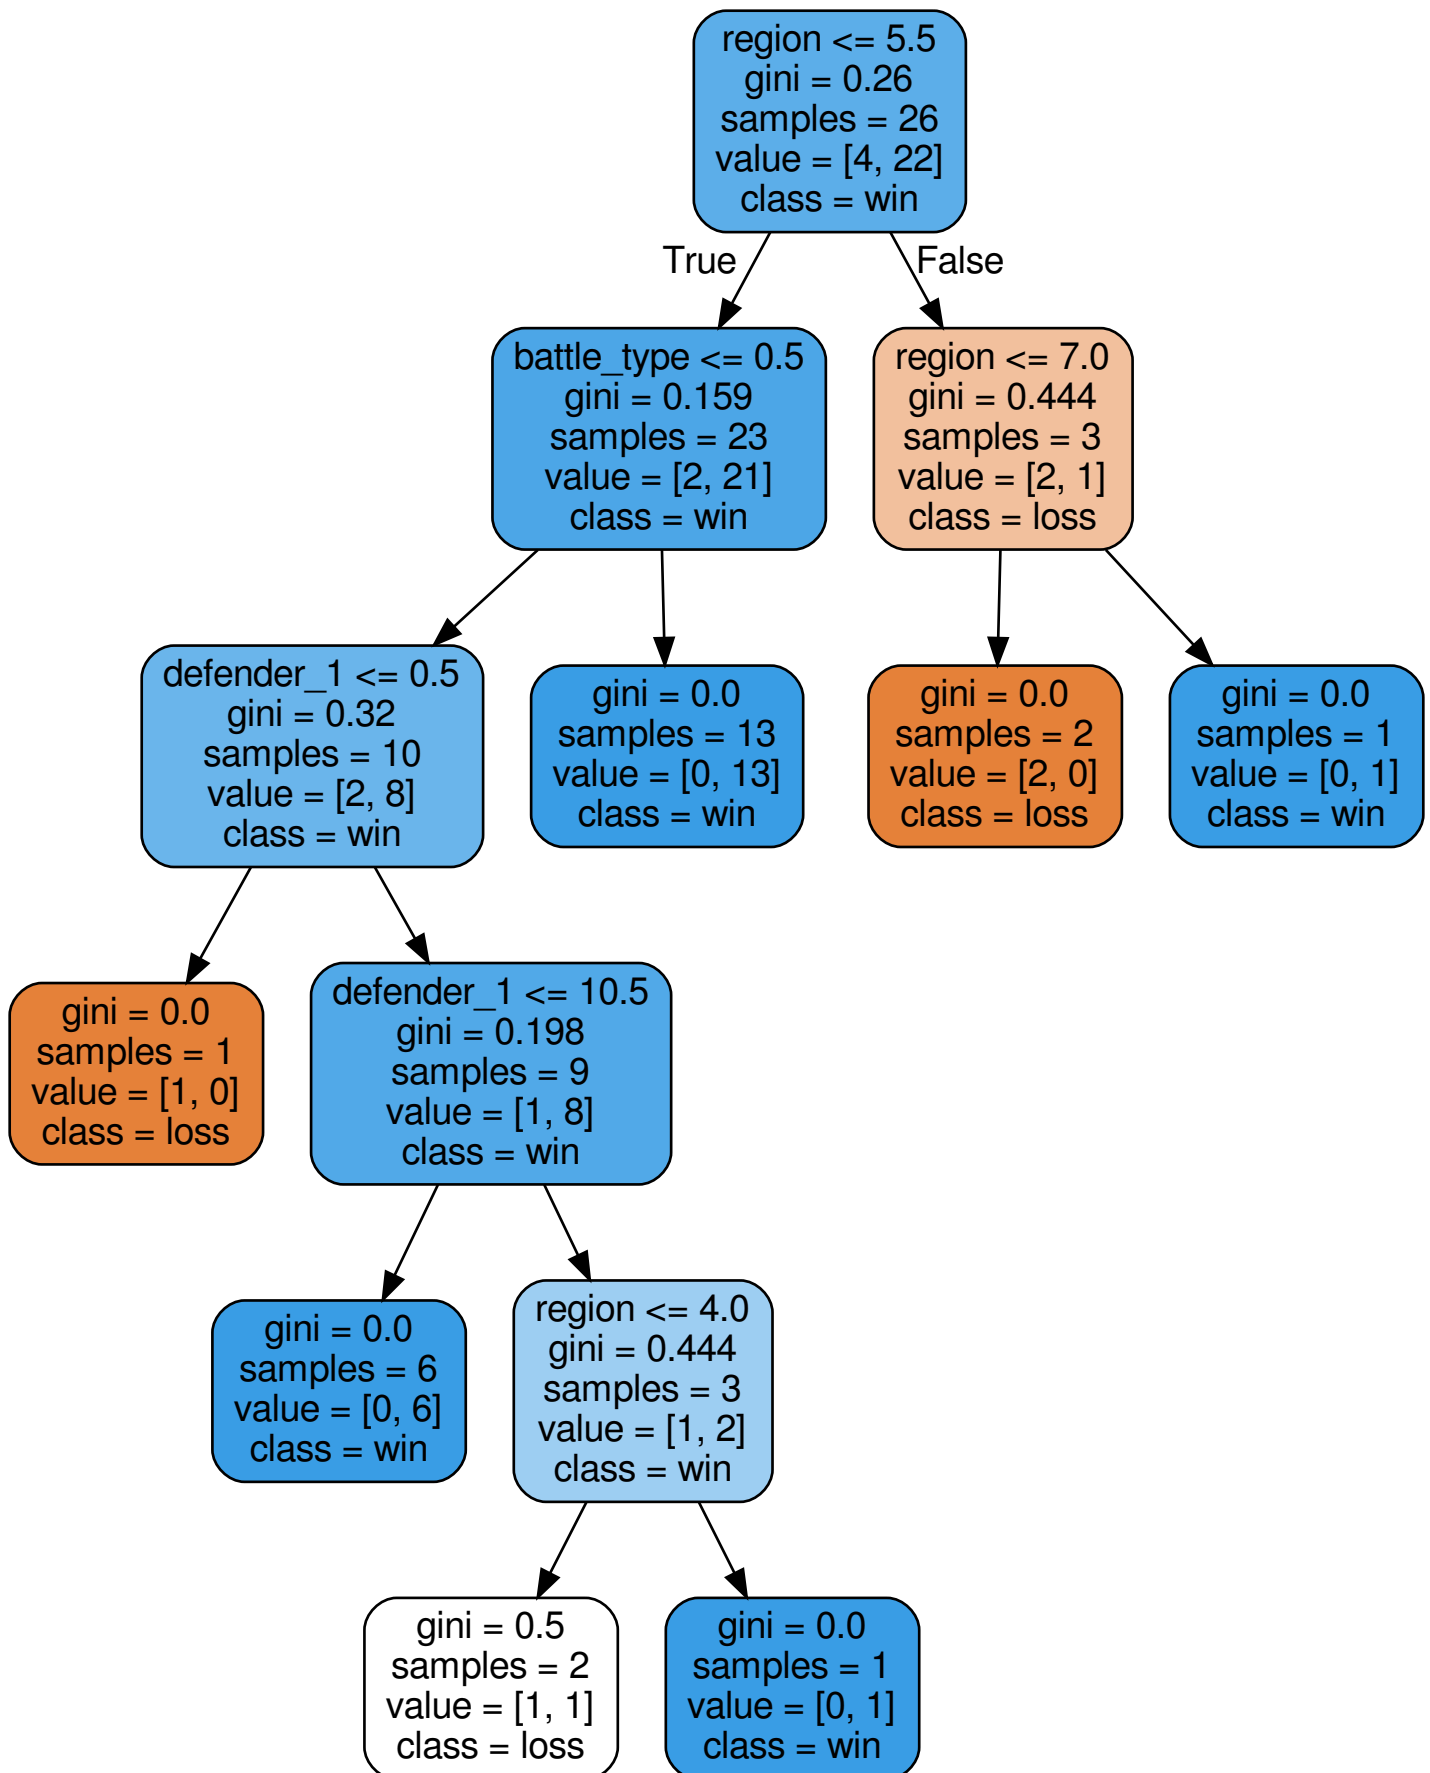 region <= 5.5
gini = 0.26
samples = 26
value = [4, 22]
class = win
True
False
battle_type <= 0.5
gini = 0.159
samples = 23
value = [2, 21]
class = win
region <= 7.0
gini = 0.444
samples = 3
value = [2, 1]
class = loss
defender_1 <= 0.5
gini = 0.32
samples = 10
value = [2, 8]
class = win
gini = 0.0
samples = 13
value = [0, 13]
class = win
gini = 0.0
samples = 2
value = [2, 0]
class = loss
gini = 0.0
samples = 1
value = [0, 1]
class = win
gini = 0.0
samples = 1
value = [1, 0]
class = loss
defender_1 <= 10.5
gini = 0.198
samples = 9
value = [1, 8]
class = win
gini = 0.0
samples = 6
value = [0, 6]
class = win
region <= 4.0
gini = 0.444
samples = 3
value = [1, 2]
class = win
gini = 0.5
samples = 2
value = [1, 1]
class = loss
gini = 0.0
samples = 1
value = [0, 1]
class = win